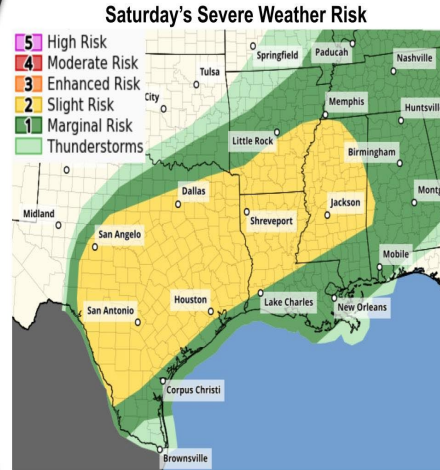 Saturday's Severe Weather Risk
5 High Risk
4 Moderate Risk
3 Enhanced Risk
2 Slight Risk
1 Marginal Risk
Thunderstorms
Springfield
Paducah
Nashville
Tulsa
City
Memphis
Huntsvill
Little Rock
Birmingham
Dallas
Montg
Midland
San Angelo
Shreveport
Jackson
Mobile
San Antonio
Houston
Lake Charles
New Orleans
Corpus Christi
Brownsville